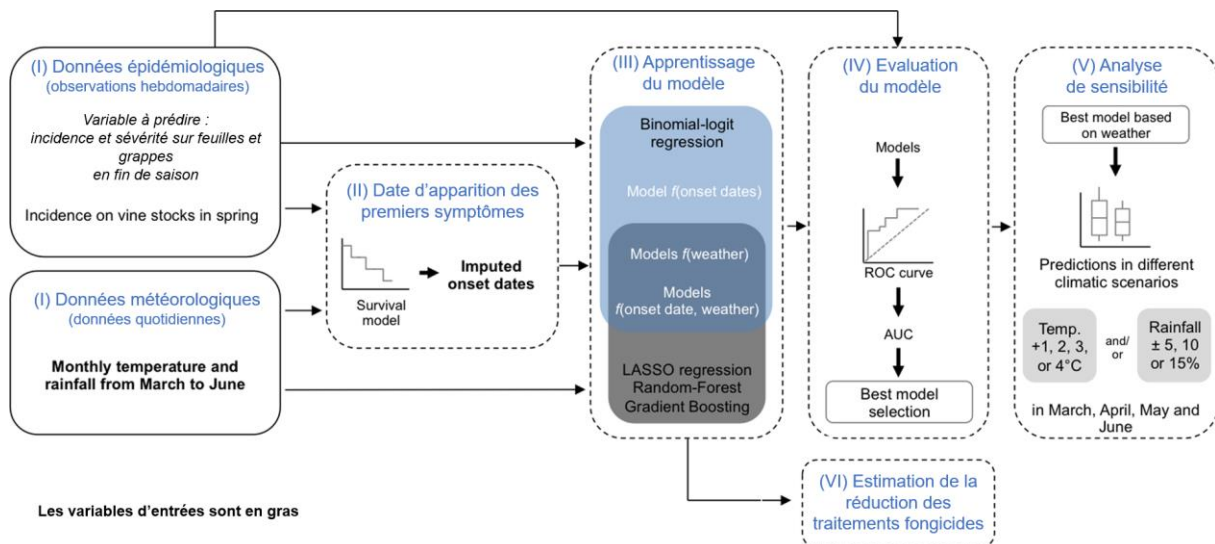 (I) Données épidémiologiques
(observations hebdomadaires)
Variable à prédire :
incidence et sévérité sur feuilles et
grappes
en fin de saison
Incidence on vine stocks in spring
(I) Données météorologiques
(données quotidiennes)
Monthly temperature and
rainfall from March to June
(II) Date d'apparition des
premiers symptômes
Survival
model
Imputed
onset dates
(III) Apprentissage
du modèle
Binomial-logit
regression
Model f(onset dates)
Models f(weather)
Models
f(onset date, weather)
LASSO regression
Random-Forest
Gradient Boosting
(IV) Evaluation
du modèle
Models
ROC curve
AUC
Best model
selection
(V) Analyse
de sensibilité
Best model based
on weather
Predictions in different
climatic scenarios
Temp.
+1, 2, 3,
or 4°C
and/
or
Rainfall
± 5, 10
or 15%
in March, April, May and
June
(VI) Estimation de la
réduction des
traitements fongicides
Les variables d'entrées sont en gras